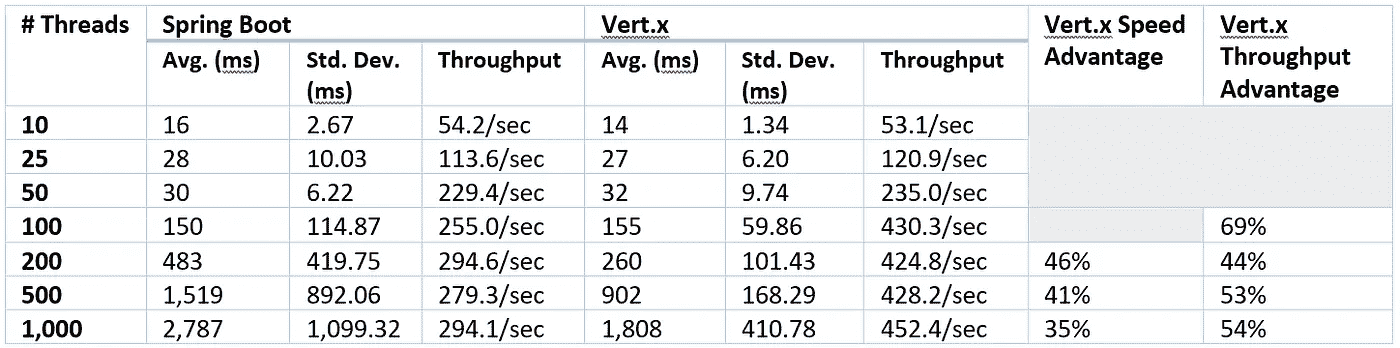 # Threads Spring Boot Vert.x Vert.x Speed Vert.x
Avg. (ms) Std. Dev. Throughput Avg. (ms) Std. Dev. Throughput Advantage Throughput
(ms) (ms) Advantage
10 16 2.67 54.2/sec 14 1.34 53.1/sec
25 28 10.03 113.6/sec 27 6.20 120.9/sec
50 30 6.22 229.4/sec 32 9.74 235.0/sec
100 150 114.87 255.0/sec 155 59.86 430.3/sec 69%
200 483 419.75 294.6/sec 260 101.43 424.8/sec 46% 44%
500 1,519 892.06 279.3/sec 902 168.29 428.2/sec 41% 53%
1,000 2,787 1,099.32 294.1/sec 1,808 410.78 452.4/sec 35% 54%